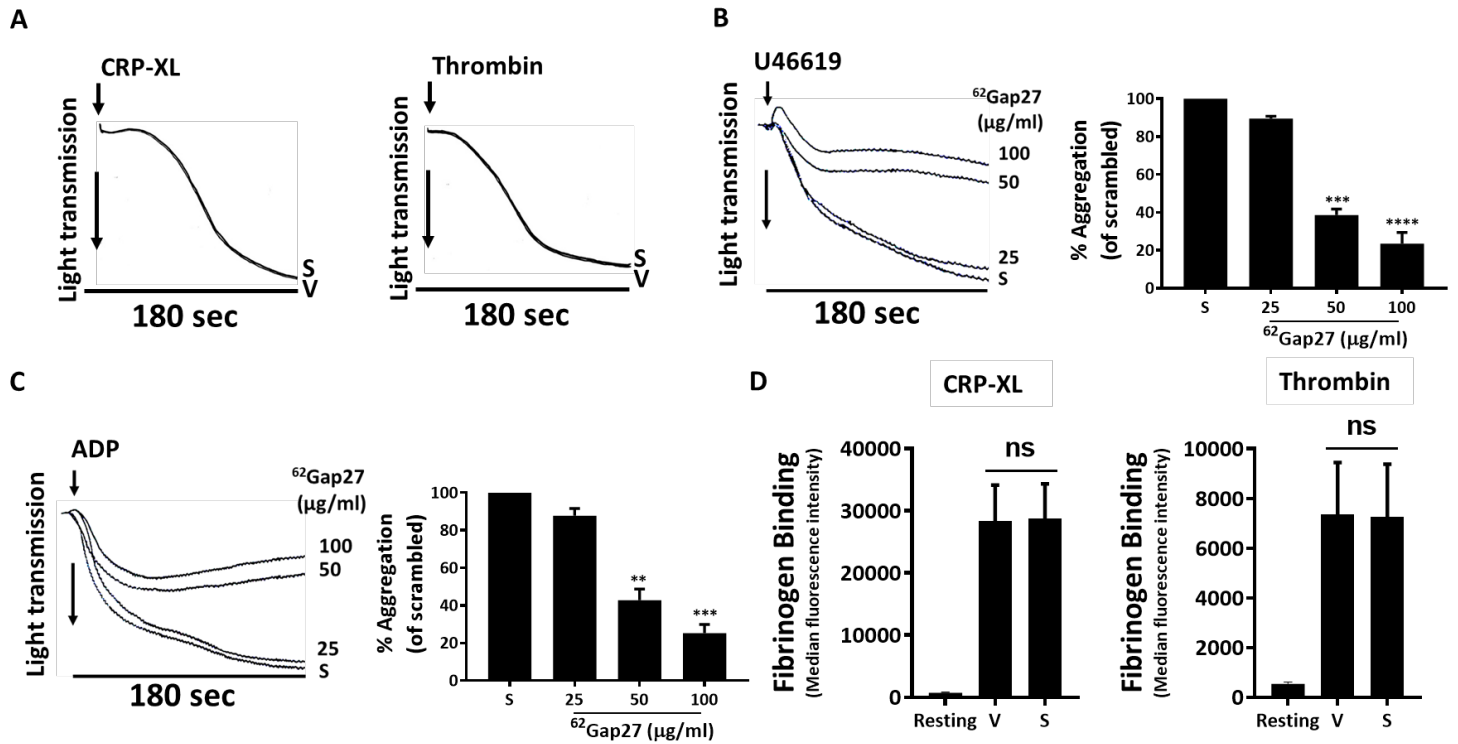 A
CRP-XL
Light transmission
S
V
180 sec
Thrombin
Light transmission
S
V
180 sec
B
U46619
Light transmission
⁶²Gap27
(µg/ml)
100
50
25
S
180 sec
% Aggregation
(of scrambled)
100
80
60
40
20
0
***
****
S 25 50 100
⁶²Gap27 (µg/ml)
C
ADP
Light transmission
⁶²Gap27
(µg/ml)
100
50
25
S
180 sec
% Aggregation
(of scrambled)
100
80
60
40
20
0
**
***
S 25 50 100
⁶²Gap27 (µg/ml)
D
CRP-XL
Fibrinogen Binding
(Median fluorescence intensity)
40000
30000
20000
10000
0
ns
Resting V S
Thrombin
Fibrinogen Binding
(Median fluorescence intensity)
10000
8000
6000
4000
2000
0
ns
Resting V S